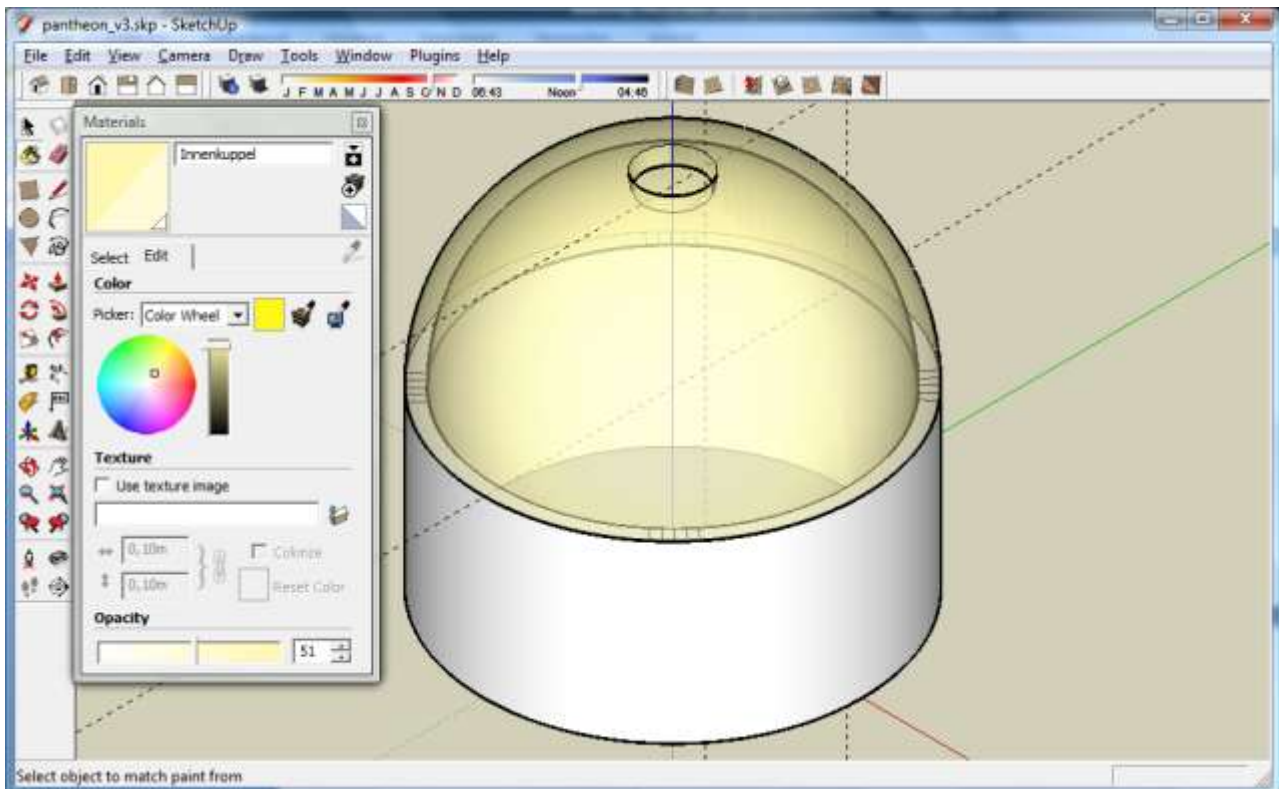 pantheon_v3.skp - SketchUp
File Edit View Camera Draw Tools Window Plugins Help
J F M A M J J A S O N D 06:43 Noon 04:46
Materials
Innenkuppel
Select Edit
Color
Picker: Color Wheel
Texture
Use texture image
0,10m
Colorize
0,10m
Reset Color
Opacity
51
Select object to match paint from